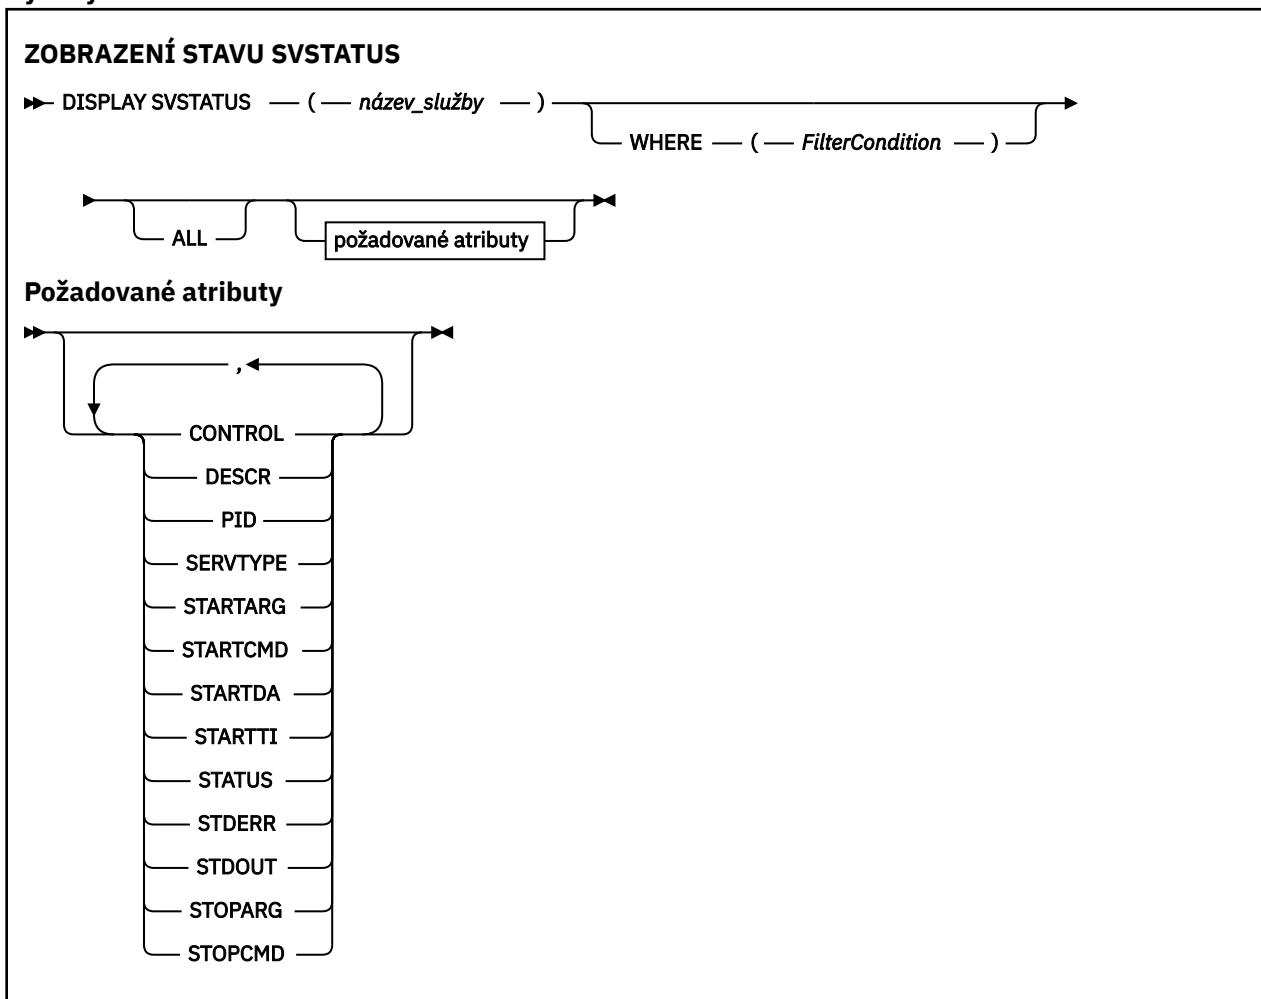 ZOBRAZENÍ STAVU SVSTATUS
DISPLAY SVSTATUS ( název_služby )
WHERE ( FilterCondition )
ALL
požadované atributy
Požadované atributy
,
CONTROL
DESCR
PID
SERVTYPE
STARTARG
STARTCMD
STARTDA
STARTTI
STATUS
STDERR
STDOUT
STOPARG
STOPCMD